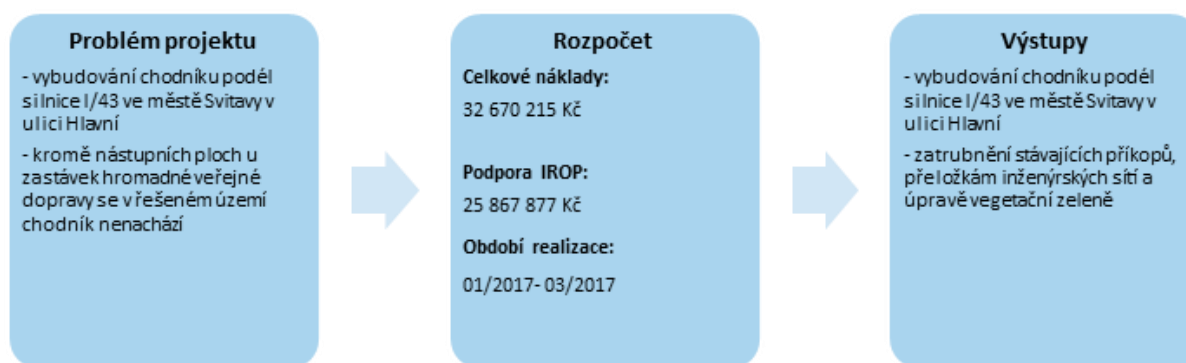 Problém projektu
- vybudování chodníku podél
silnice I/43 ve městě Svitavy v
ulici Hlavní
- kromě nástupních ploch u
zastávek hromadné veřejné
dopravy se v řešeném území
chodník nenachází
Rozpočet
Celkové náklady:
32 670 215 Kč
Podpora IROP:
25 867 877 Kč
Období realizace:
01/2017- 03/2017
Výstupy
- vybudování chodníku podél
silnice I/43 ve městě Svitavy v
ulici Hlavní
- zatrubnění stávajících příkopů,
přeložkám inženýrských sítí a
úpravě vegetační zeleně